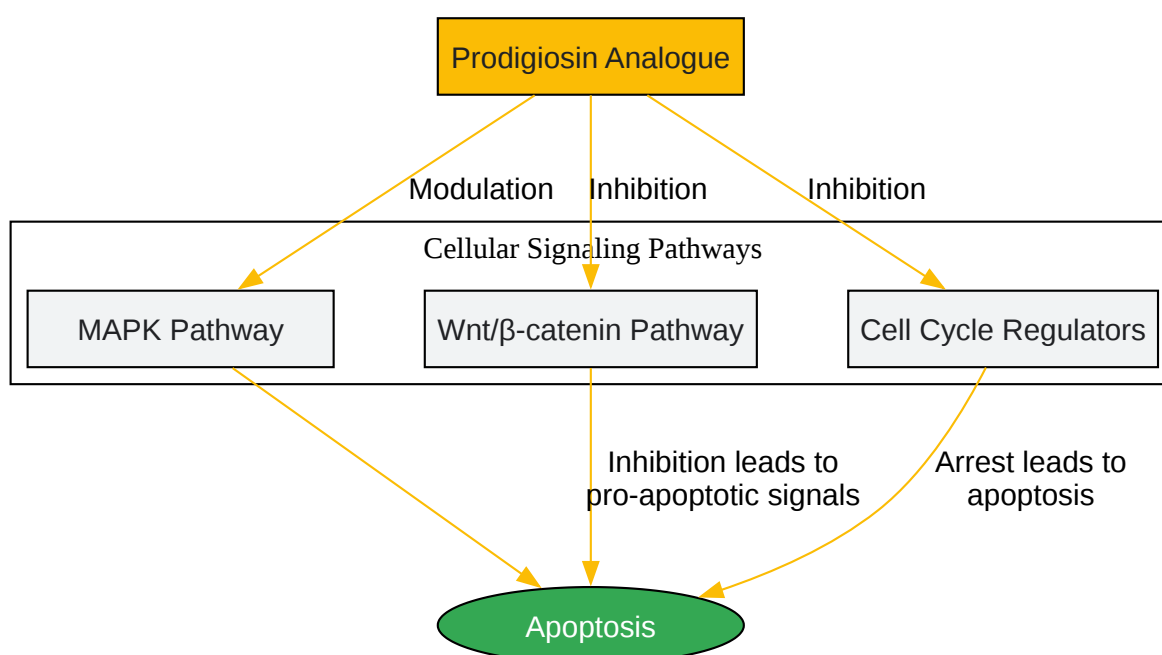 Prodigiosin Analogue
Modulation
Inhibition
Inhibition
Cellular Signaling Pathways
MAPK Pathway
Wnt/β-catenin Pathway
Cell Cycle Regulators
Inhibition leads to
pro-apoptotic signals
Arrest leads to
apoptosis
Apoptosis